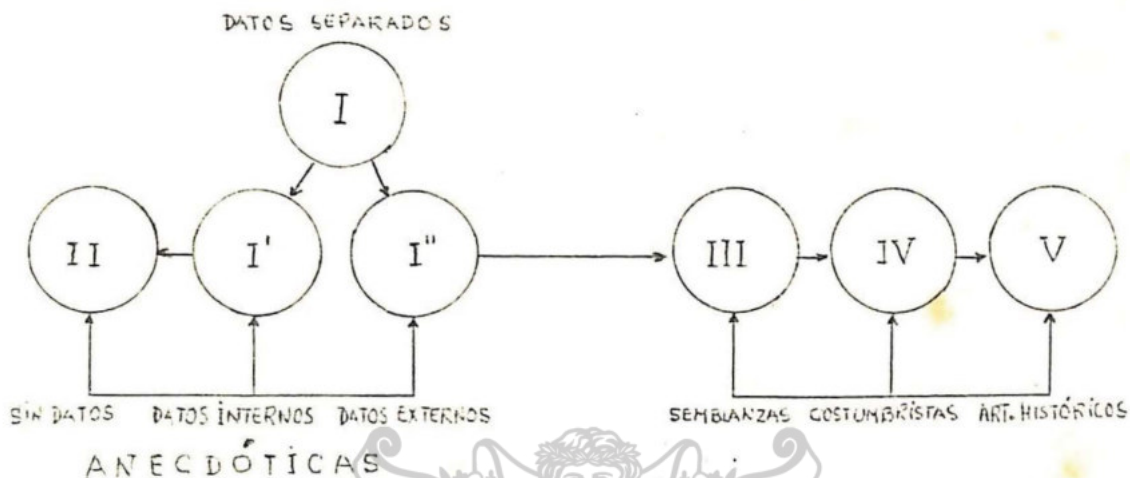 DATOS SEPARADOS
I
II I' I" III IV V
SIN DATOS DATOS INTERNOS DATOS EXTERNOS SEMBLANZAS COSTUMBRISTAS ART. HISTÓRICOS
ANECDÓTICAS